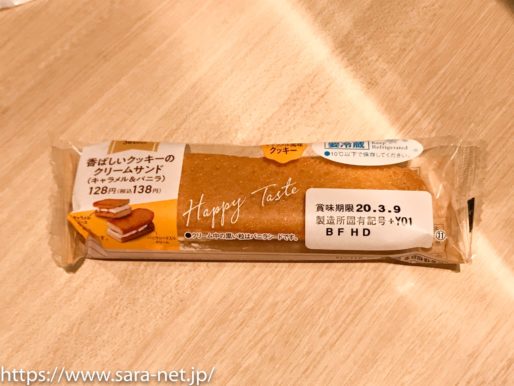 香ばしいクッキーの
クリームサンド
(キャラメル&バニラ)
128円(税込138円)
クッキー
要冷蔵
Keep
Refrigerated
●10℃以下で保存してください。
Happy Taste
賞味期限 20.3.9
製造所固有記号+Y01
BFHD
●クリーム中の黒い粒はバニラシードです。
https://www.sara-net.jp/